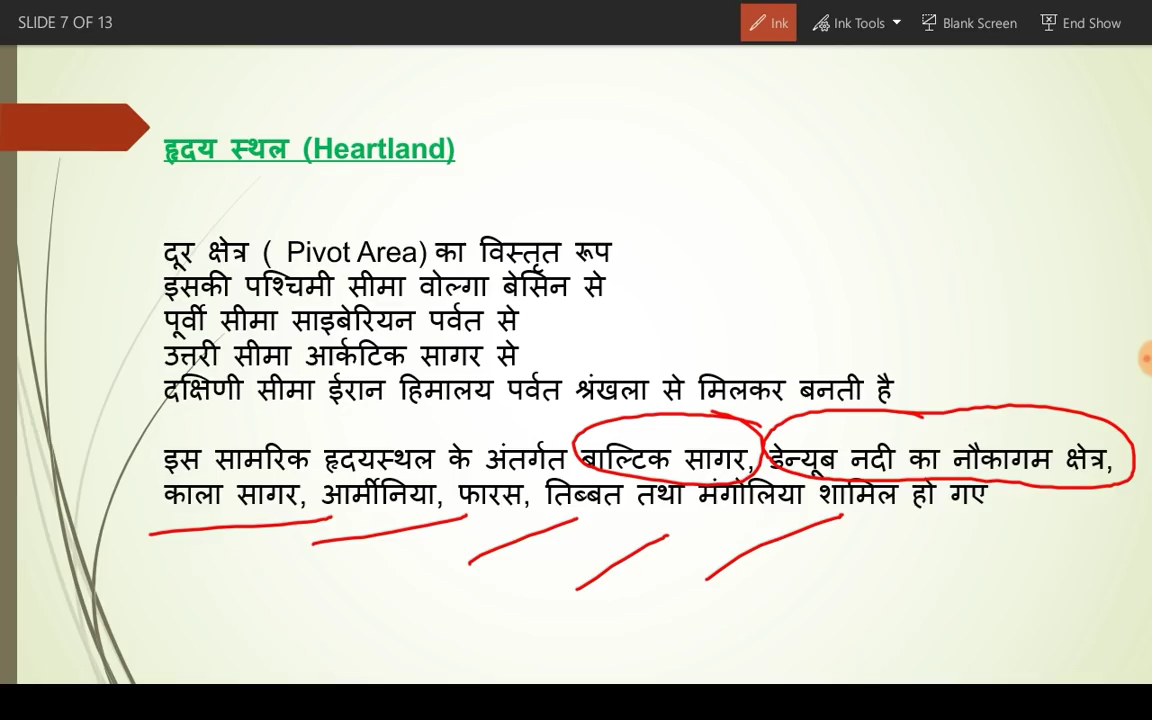 SLIDE 7 OF 13
Ink
Ink Tools
Blank Screen
End Show
हृदय स्थल (Heartland)
दूर क्षेत्र ( Pivot Area) का विस्तृत रूप
इसकी पश्चिमी सीमा वोल्गा बेसिन से
पूर्वी सीमा साइबेरियन पर्वत से
उत्तरी सीमा आर्कटिक सागर से
दक्षिणी सीमा ईरान हिमालय पर्वत श्रंखला से मिलकर बनती है
इस सामरिक हृदयस्थल के अंतर्गत बाल्टिक सागर, डेन्यूब नदी का नौकागम क्षेत्र,
काला सागर, आर्मीनिया, फारस, तिब्बत तथा मंगोलिया शामिल हो गए